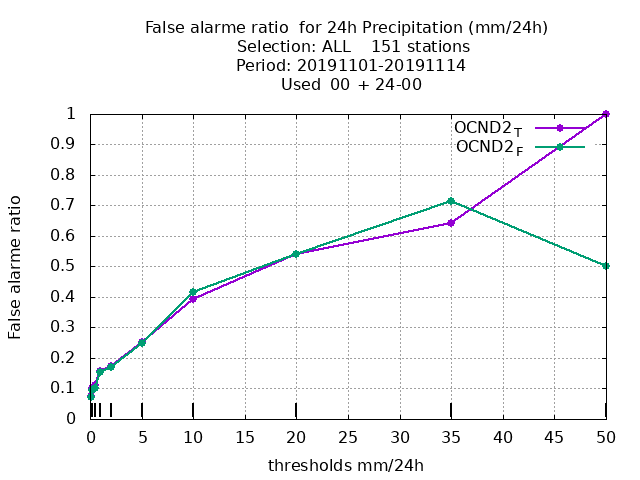 False alarme ratio  for 24h Precipitation (mm/24h)
Selection: ALL    151 stations
Period: 20191101-20191114
Used  00 + 24-00
OCND2T
OCND2F
1
0.9
0.8
0.7
0.6
0.5
0.4
0.3
0.2
0.1
0
False alarme ratio
0 5 10 15 20 25 30 35 40 45 50
thresholds mm/24h